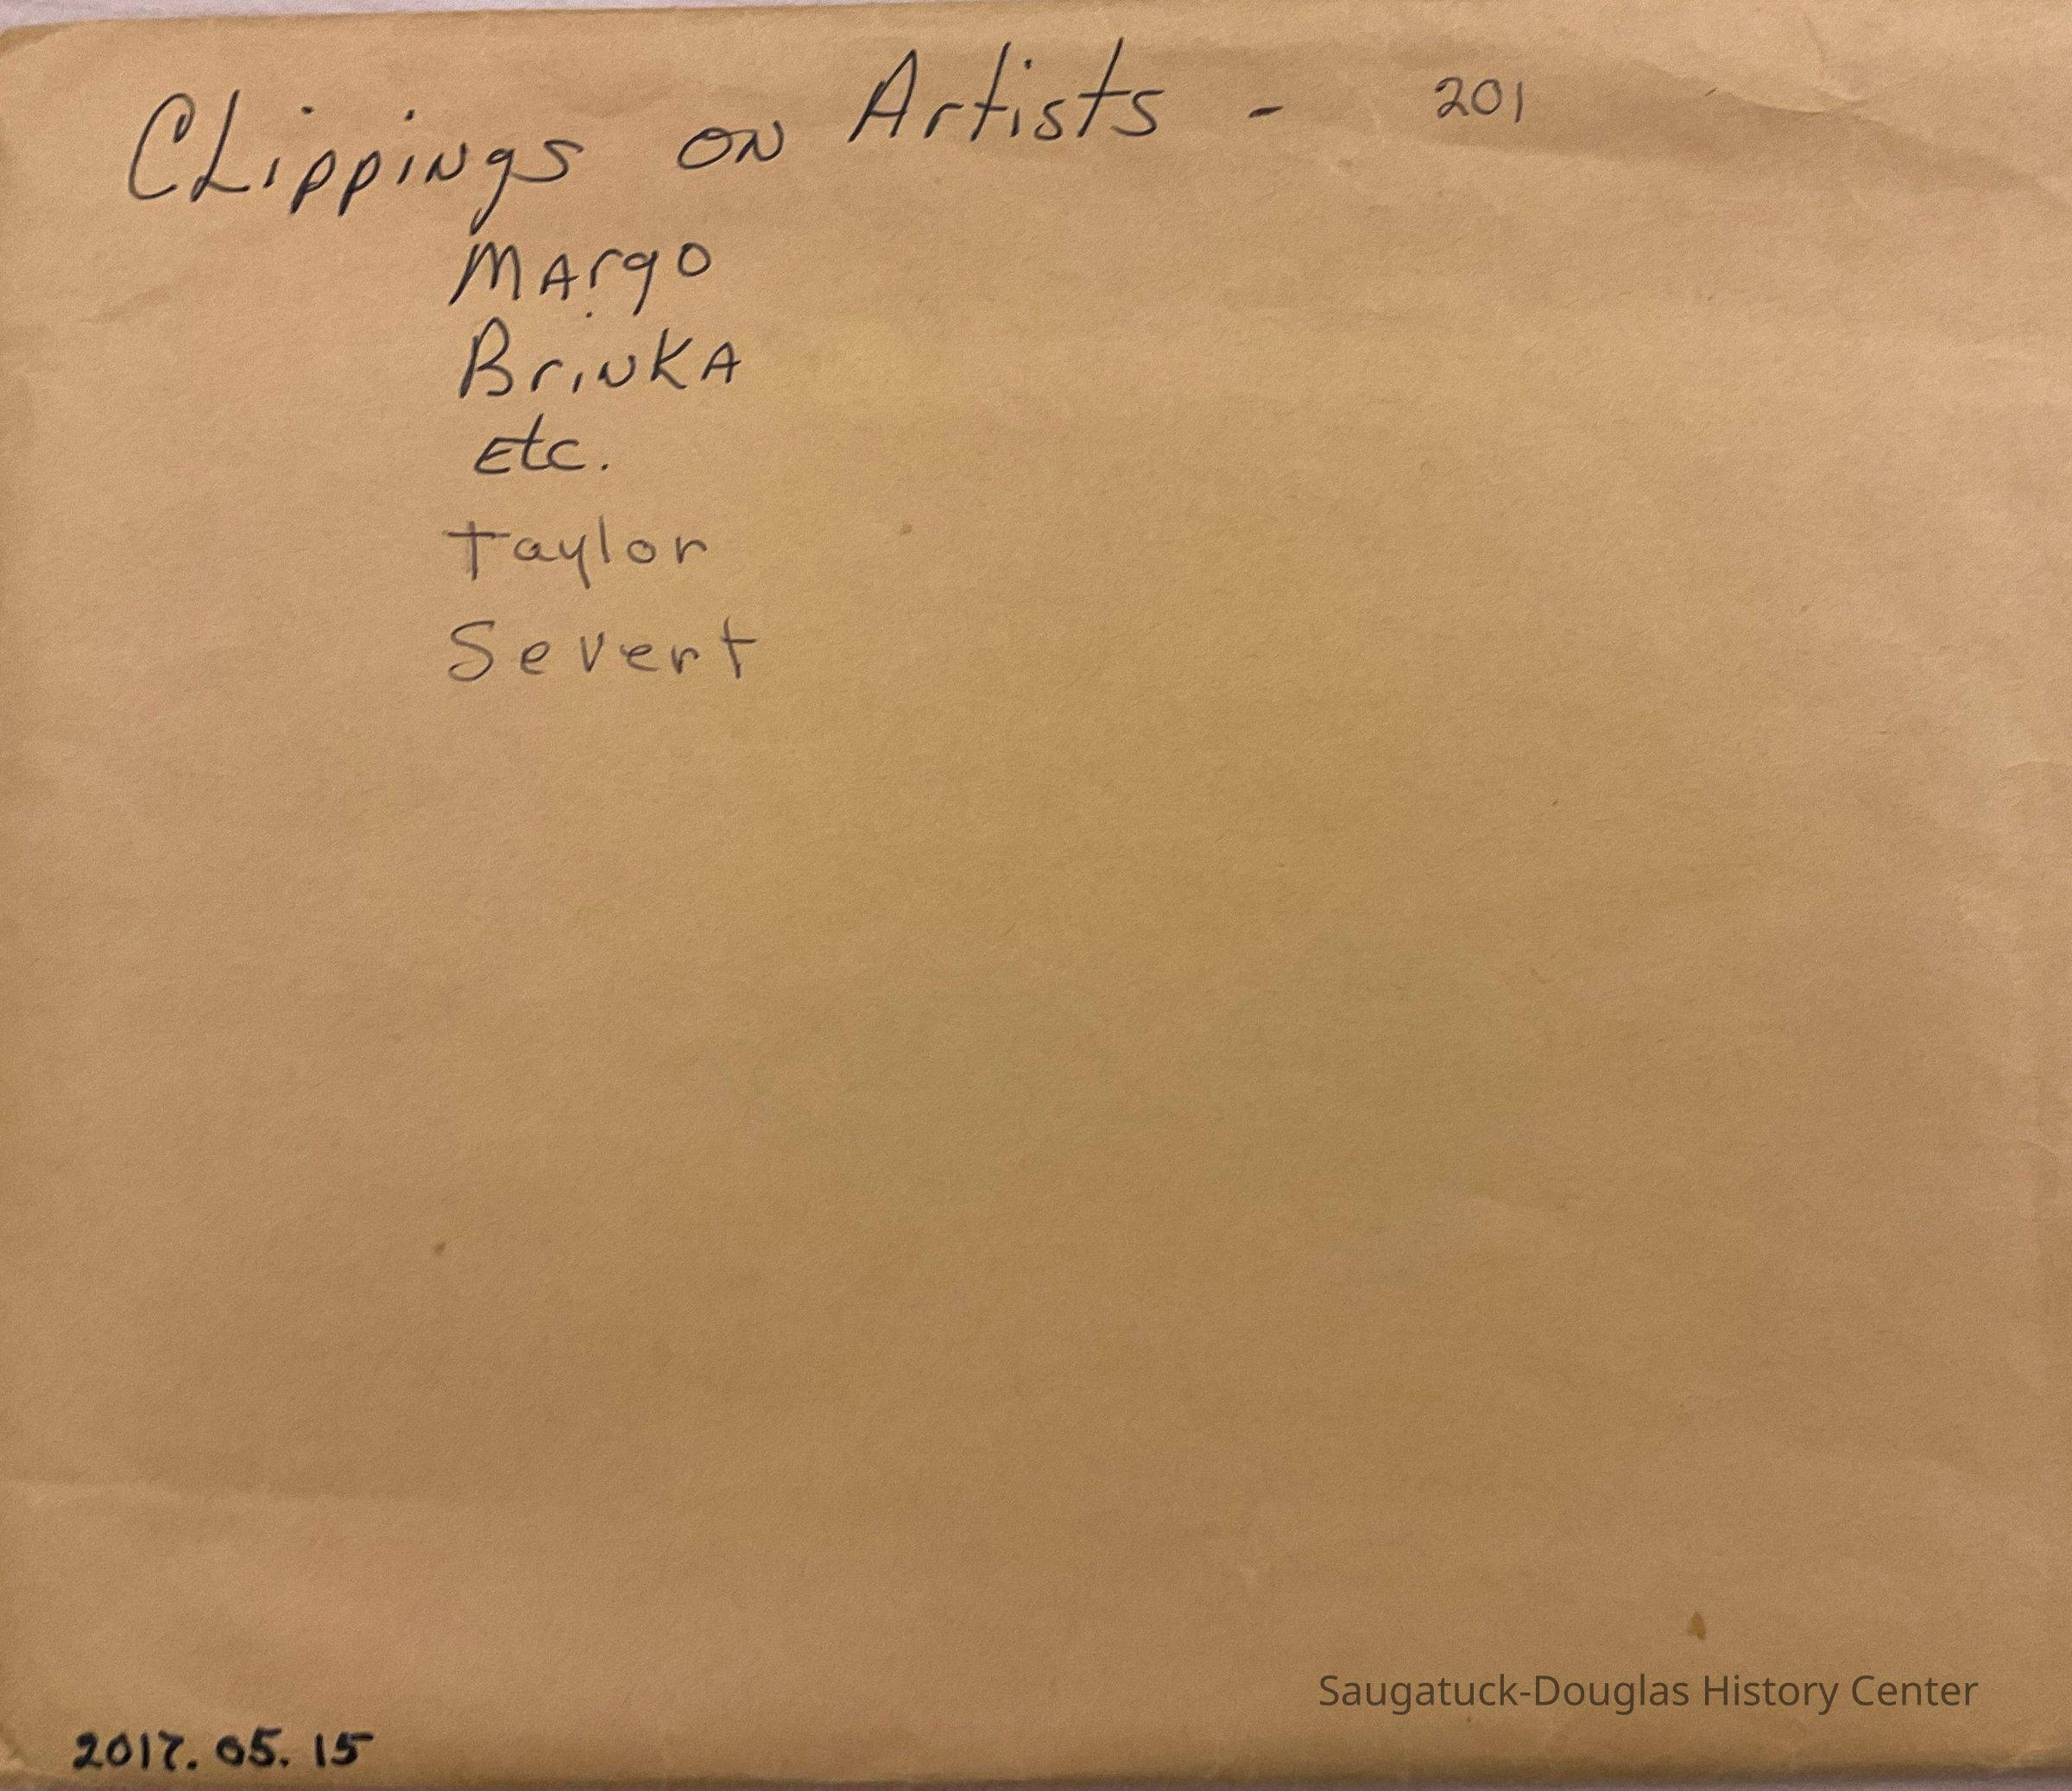 CLippings on Artists - 201
Margo
Brinka
Etc.
Taylor
Severt
Saugatuck-Douglas History Center
2017.05.15